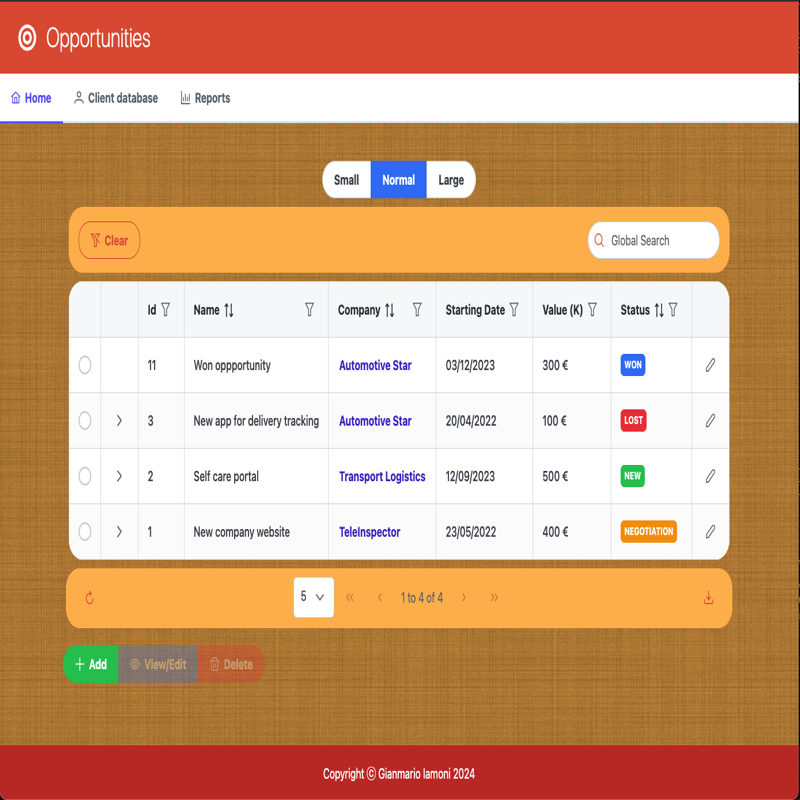 Opportunities
Home Client database Reports
Small Normal Large
Clear Global Search
Id Name Company Starting Date Value (K) Status
11 Won oppportunity Automotive Star 03/12/2023 300 € WON
3 New app for delivery tracking Automotive Star 20/04/2022 100 € LOST
2 Self care portal Transport Logistics 12/09/2023 500 € NEW
1 New company website TeleInspector 23/05/2022 400 € NEGOTIATION
5 « ‹ 1 to 4 of 4 › »
+ Add View/Edit Delete
Copyright © Gianmario Iamoni 2024